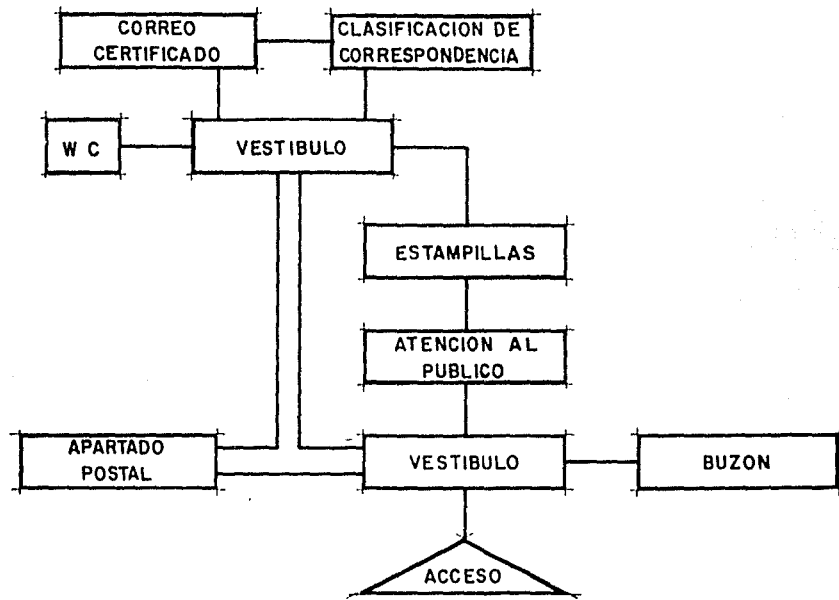 CORREO
CERTIFICADO
CLASIFICACION DE
CORRESPONDENCIA
W C
VESTIBULO
ESTAMPILLAS
ATENCION AL
PUBLICO
APARTADO
POSTAL
VESTIBULO
BUZON
ACCESO